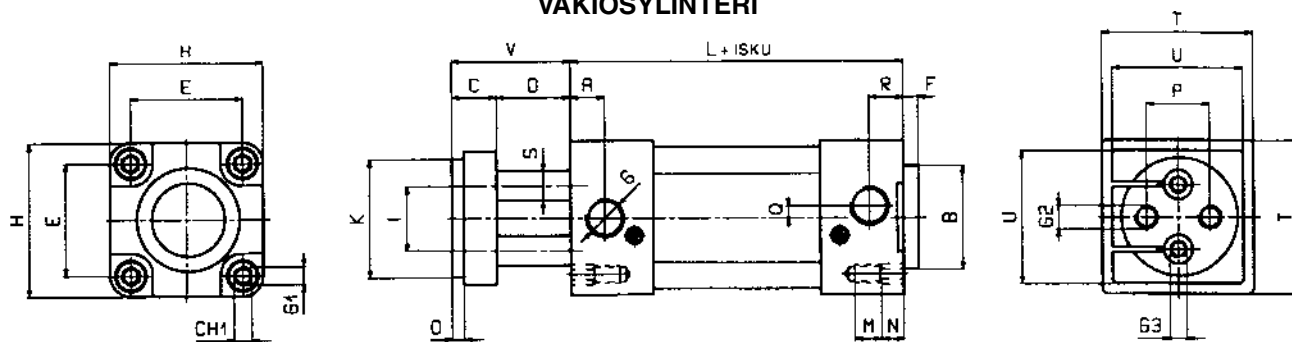 VAKIOSYLINTERI
H
E
H
E
G1
CH1
V
L + ISKU
C
D
A
R
F
S
G
K
I
Q
B
O
M
N
T
U
P
U
G2
T
G3